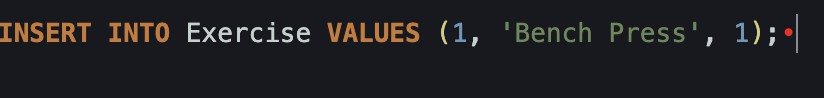 INSERT INTO Exercise VALUES (1, 'Bench Press', 1);